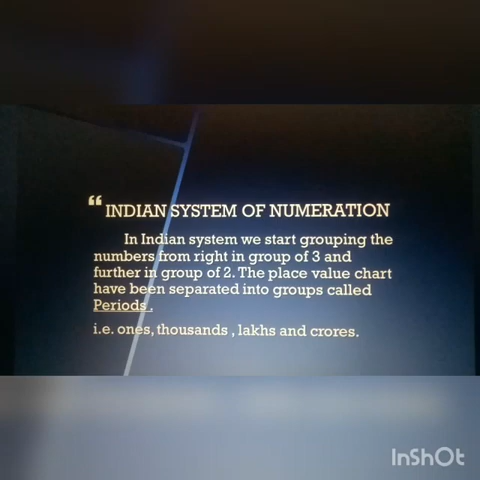 “ INDIAN SYSTEM OF NUMERATION
In Indian system we start grouping the
numbers from right in group of 3 and
further in group of 2. The place value chart
have been separated into groups called
Periods .
i.e. ones, thousands , lakhs and crores.
InShOt